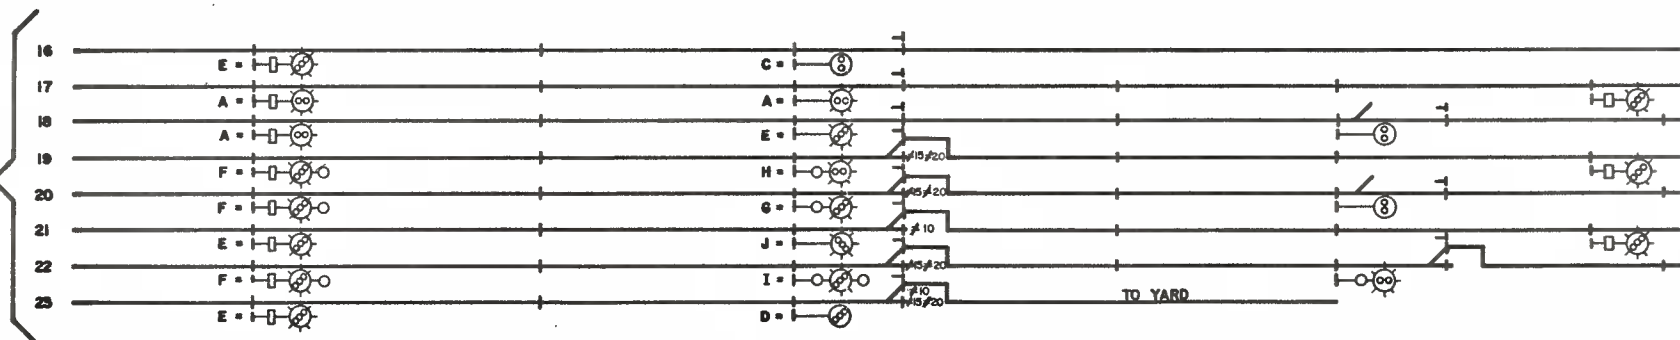 16
E =
C =
17
A =
A =
18
A =
E =
19
#15,#20
F =
H =
20
#15,#20
F =
G =
21
#10
E =
J =
22
#15,#20
F =
I =
23
#10
#15,#20
TO YARD
E =
D =